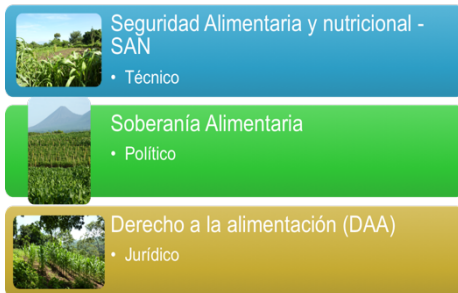 Seguridad Alimentaria y nutricional -
SAN
• Técnico
Soberanía Alimentaria
• Político
Derecho a la alimentación (DAA)
• Jurídico